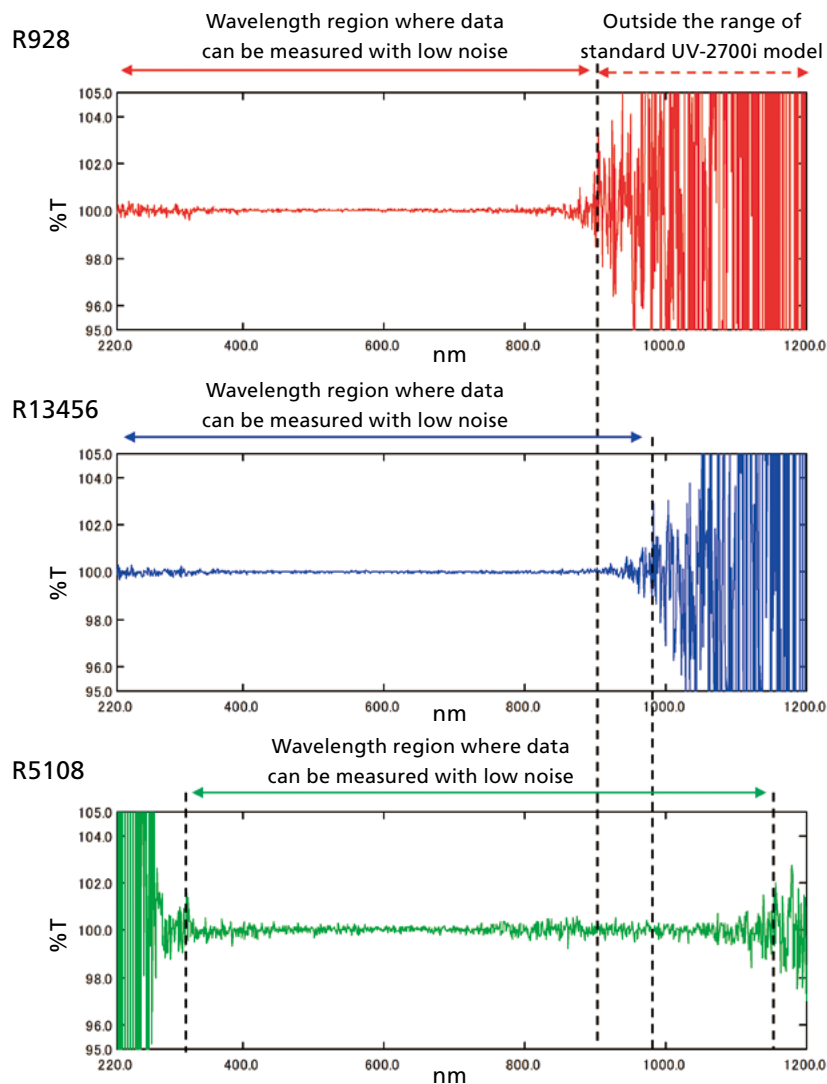 R928
Wavelength region where data
can be measured with low noise
Outside the range of
standard UV-2700i model
105.0
104.0
102.0
100.0
98.0
96.0
95.0
%T
220.0 400.0 600.0 800.0 1000.0 1200.0
nm
R13456
Wavelength region where data
can be measured with low noise
105.0
104.0
102.0
100.0
98.0
96.0
95.0
%T
220.0 400.0 600.0 800.0 1000.0 1200.0
nm
R5108
Wavelength region where data
can be measured with low noise
105.0
104.0
102.0
100.0
98.0
96.0
95.0
%T
220.0 400.0 600.0 800.0 1000.0 1200.0
nm